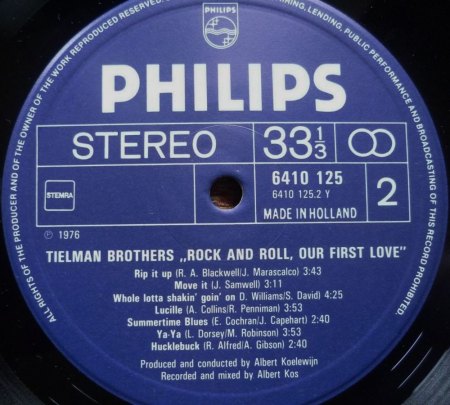 PHILIPS
PHILIPS
STEREO 33 1/3
STEMRA
6410 125
6410 125.2 Y
MADE IN HOLLAND
2
℗ 1976
TIELMAN BROTHERS „ROCK AND ROLL, OUR FIRST LOVE"
Rip it up (R. A. Blackwell/J. Marascalco) 3:43
Move it (J. Samwell) 3:11
Whole lotta shakin' goin' on D. Williams/S. David) 4:25
Lucille (A. Collins/R. Penniman) 3:53
Summertime Blues (E. Cochran/J. Capehart) 2:40
Ya-Ya (L. Dorsey/M. Robinson) 3:53
Hucklebuck (R. Alfred/A. Gibson) 2:40
Produced and conducted by Albert Koelewijn
Recorded and mixed by Albert Kos
ALL RIGHTS OF THE PRODUCER AND OF THE OWNER OF THE WORK REPRODUCED RESERVED. LENDING, PUBLIC PERFORMANCE AND BROADCASTING OF THIS RECORD PROHIBITED.